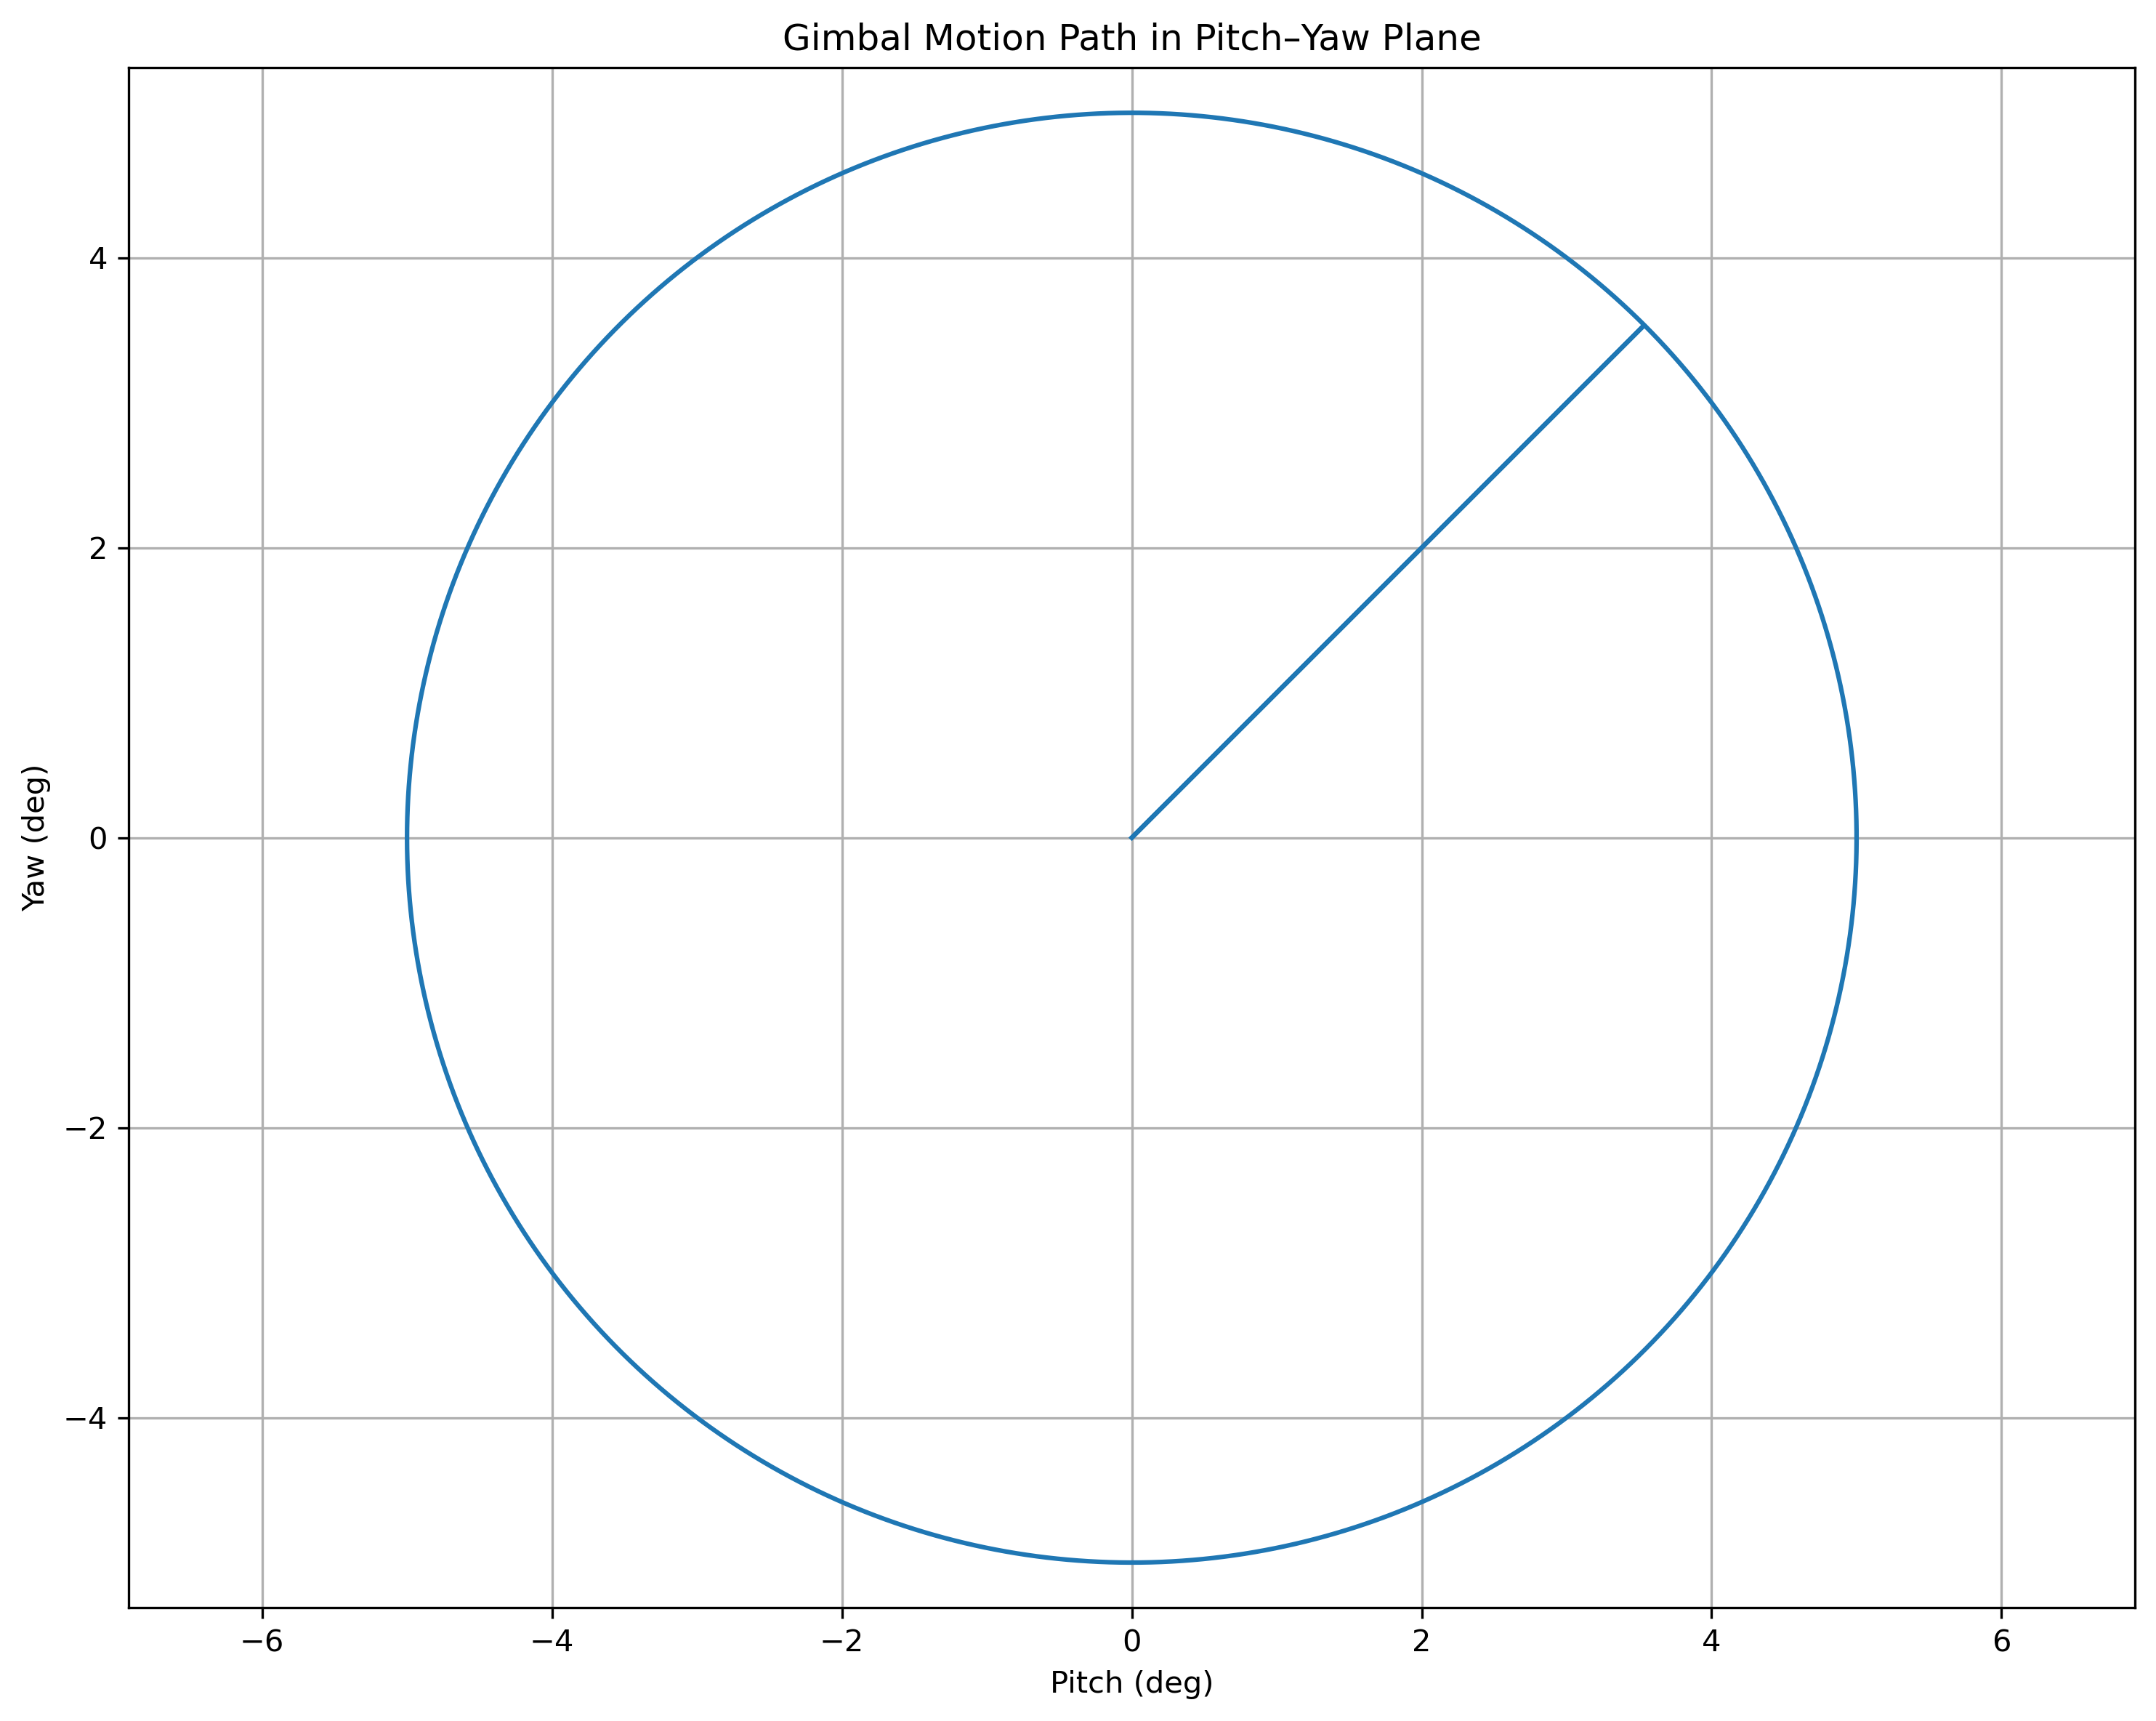 Gimbal Motion Path in Pitch–Yaw Plane
4
2
0
−2
−4
Yaw (deg)
−6 −4 −2 0 2 4 6
Pitch (deg)